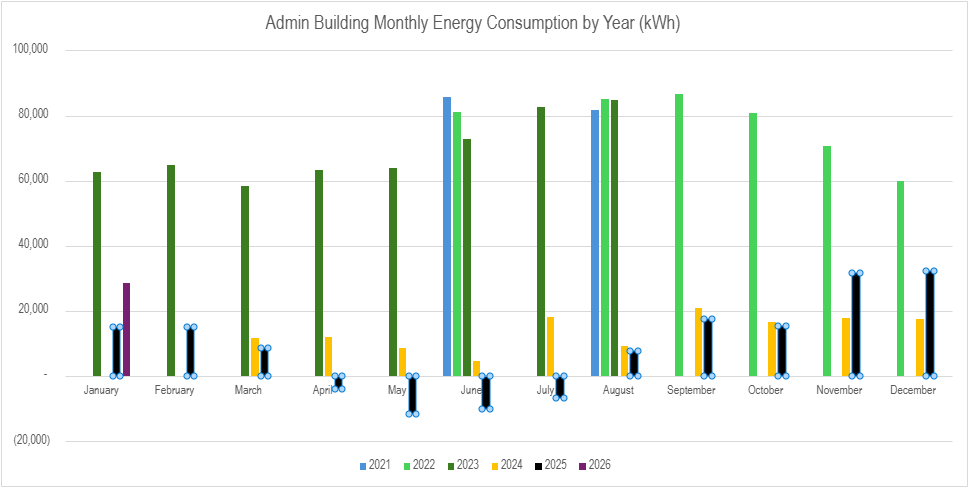 Admin Building Monthly Energy Consumption by Year (kWh)
100,000
80,000
60,000
40,000
20,000
-
January February March April May June July August September October November December
(20,000)
2021 2022 2023 2024 2025 2026